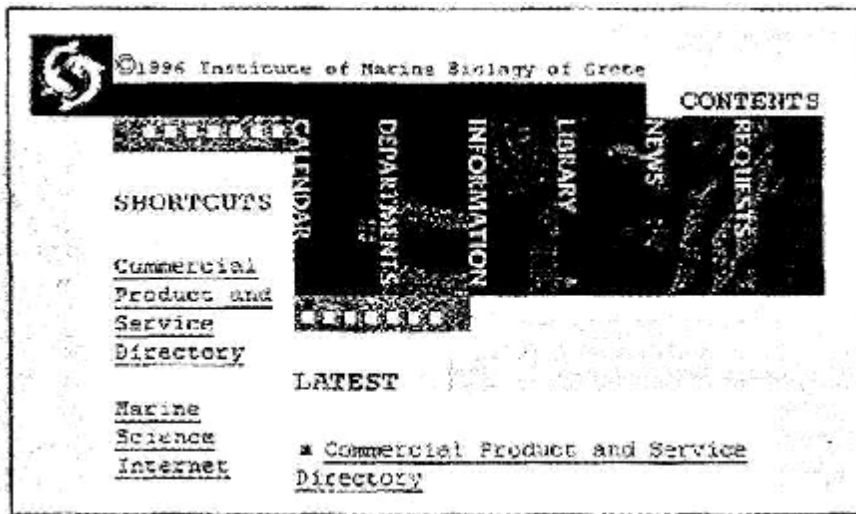 ©1996 Institute of Marine Biology of Crete
CONTENTS
CALENDAR
DEPARTMENTS
INFORMATION
LIBRARY
NEWS
REQUESTS
SHORTCUTS
Commercial
Product and
Service
Directory
Marine
Science
Internet
LATEST
Commercial Product and Service
Directory